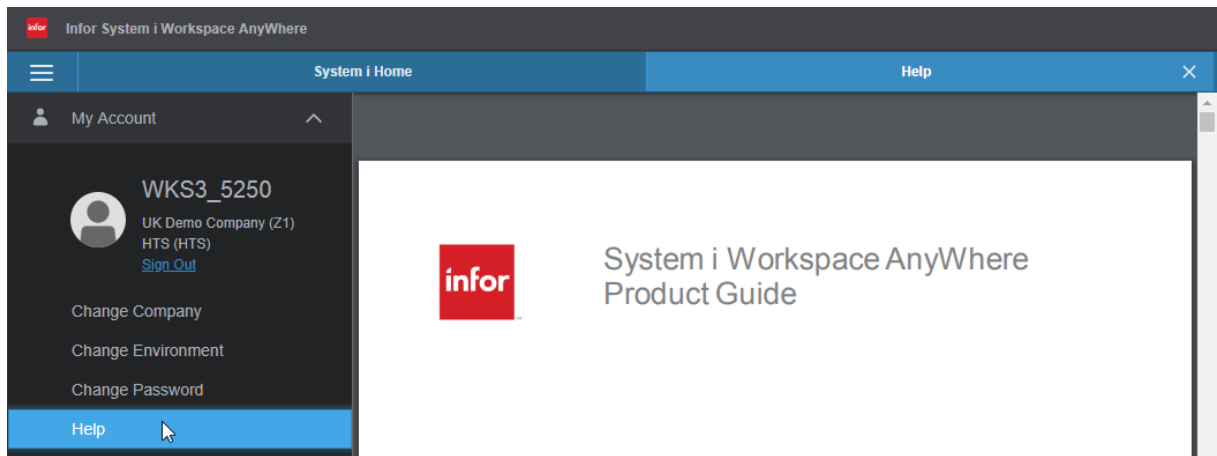 infor
Infor System i Workspace AnyWhere
System i Home
Help
My Account
WKS3_5250
UK Demo Company (Z1)
HTS (HTS)
Sign Out
Change Company
Change Environment
Change Password
Help
infor
System i Workspace AnyWhere
Product Guide